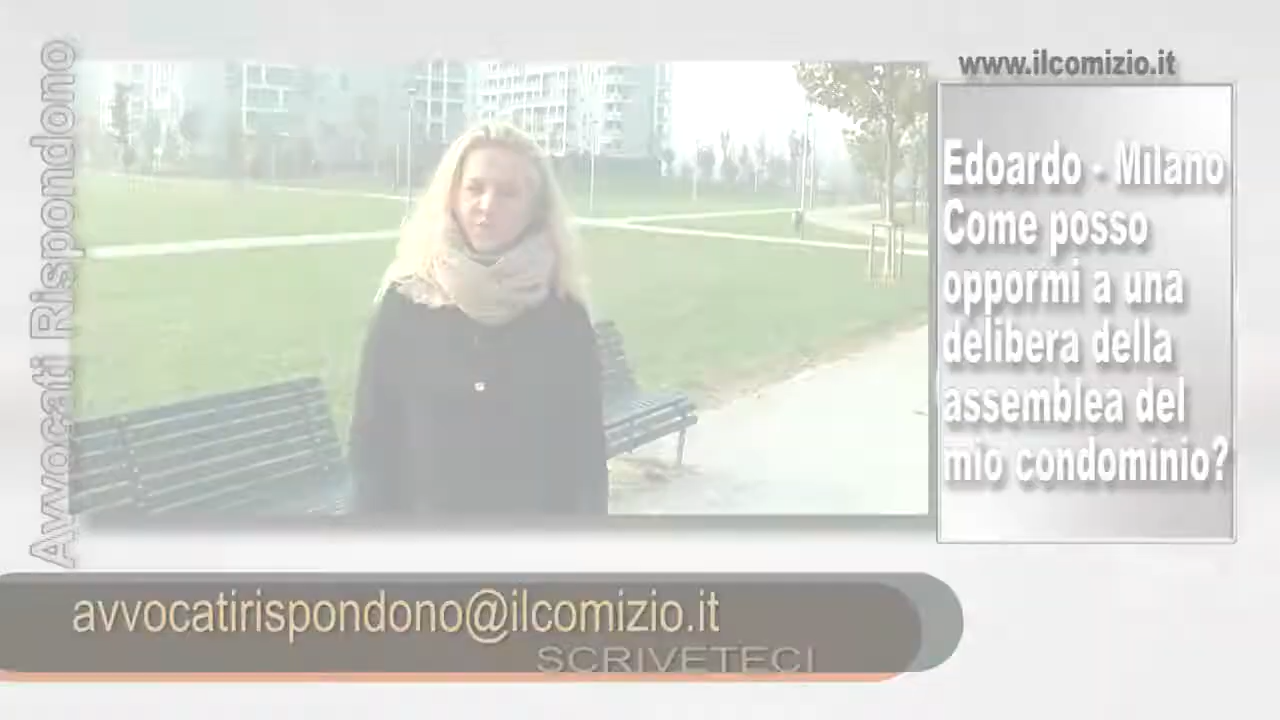 Avvocati Rispondono
www.ilcomizio.it
Edoardo - Milano
Come posso
oppormi a una
delibera della
assemblea del
mio condominio?
avvocatirispondono@ilcomizio.it
SCRIVETECI